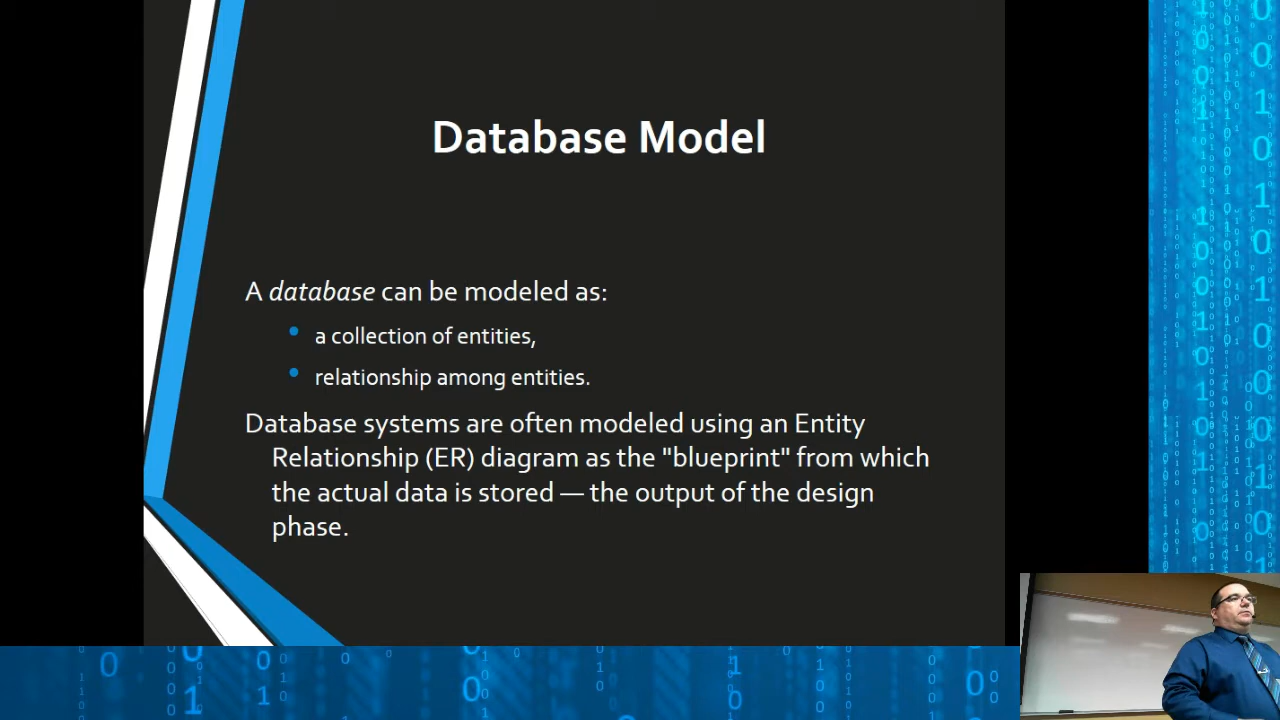 Database Model
A database can be modeled as:
a collection of entities,
relationship among entities.
Database systems are often modeled using an Entity
Relationship (ER) diagram as the "blueprint" from which
the actual data is stored — the output of the design
phase.